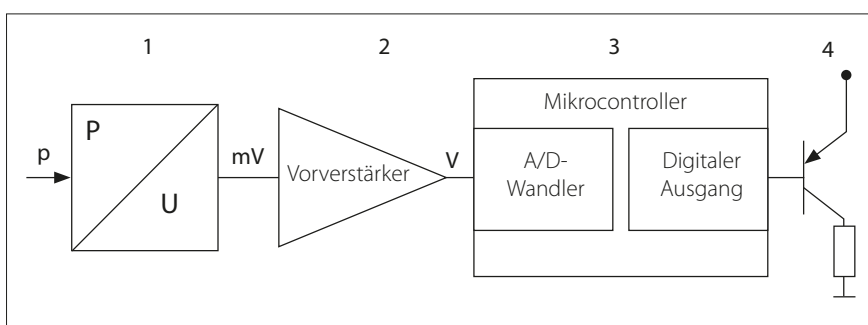 1
2
3
4
Mikrocontroller
P
U
p
mV
Vorverstärker
V
A/D-
Wandler
Digitaler
Ausgang